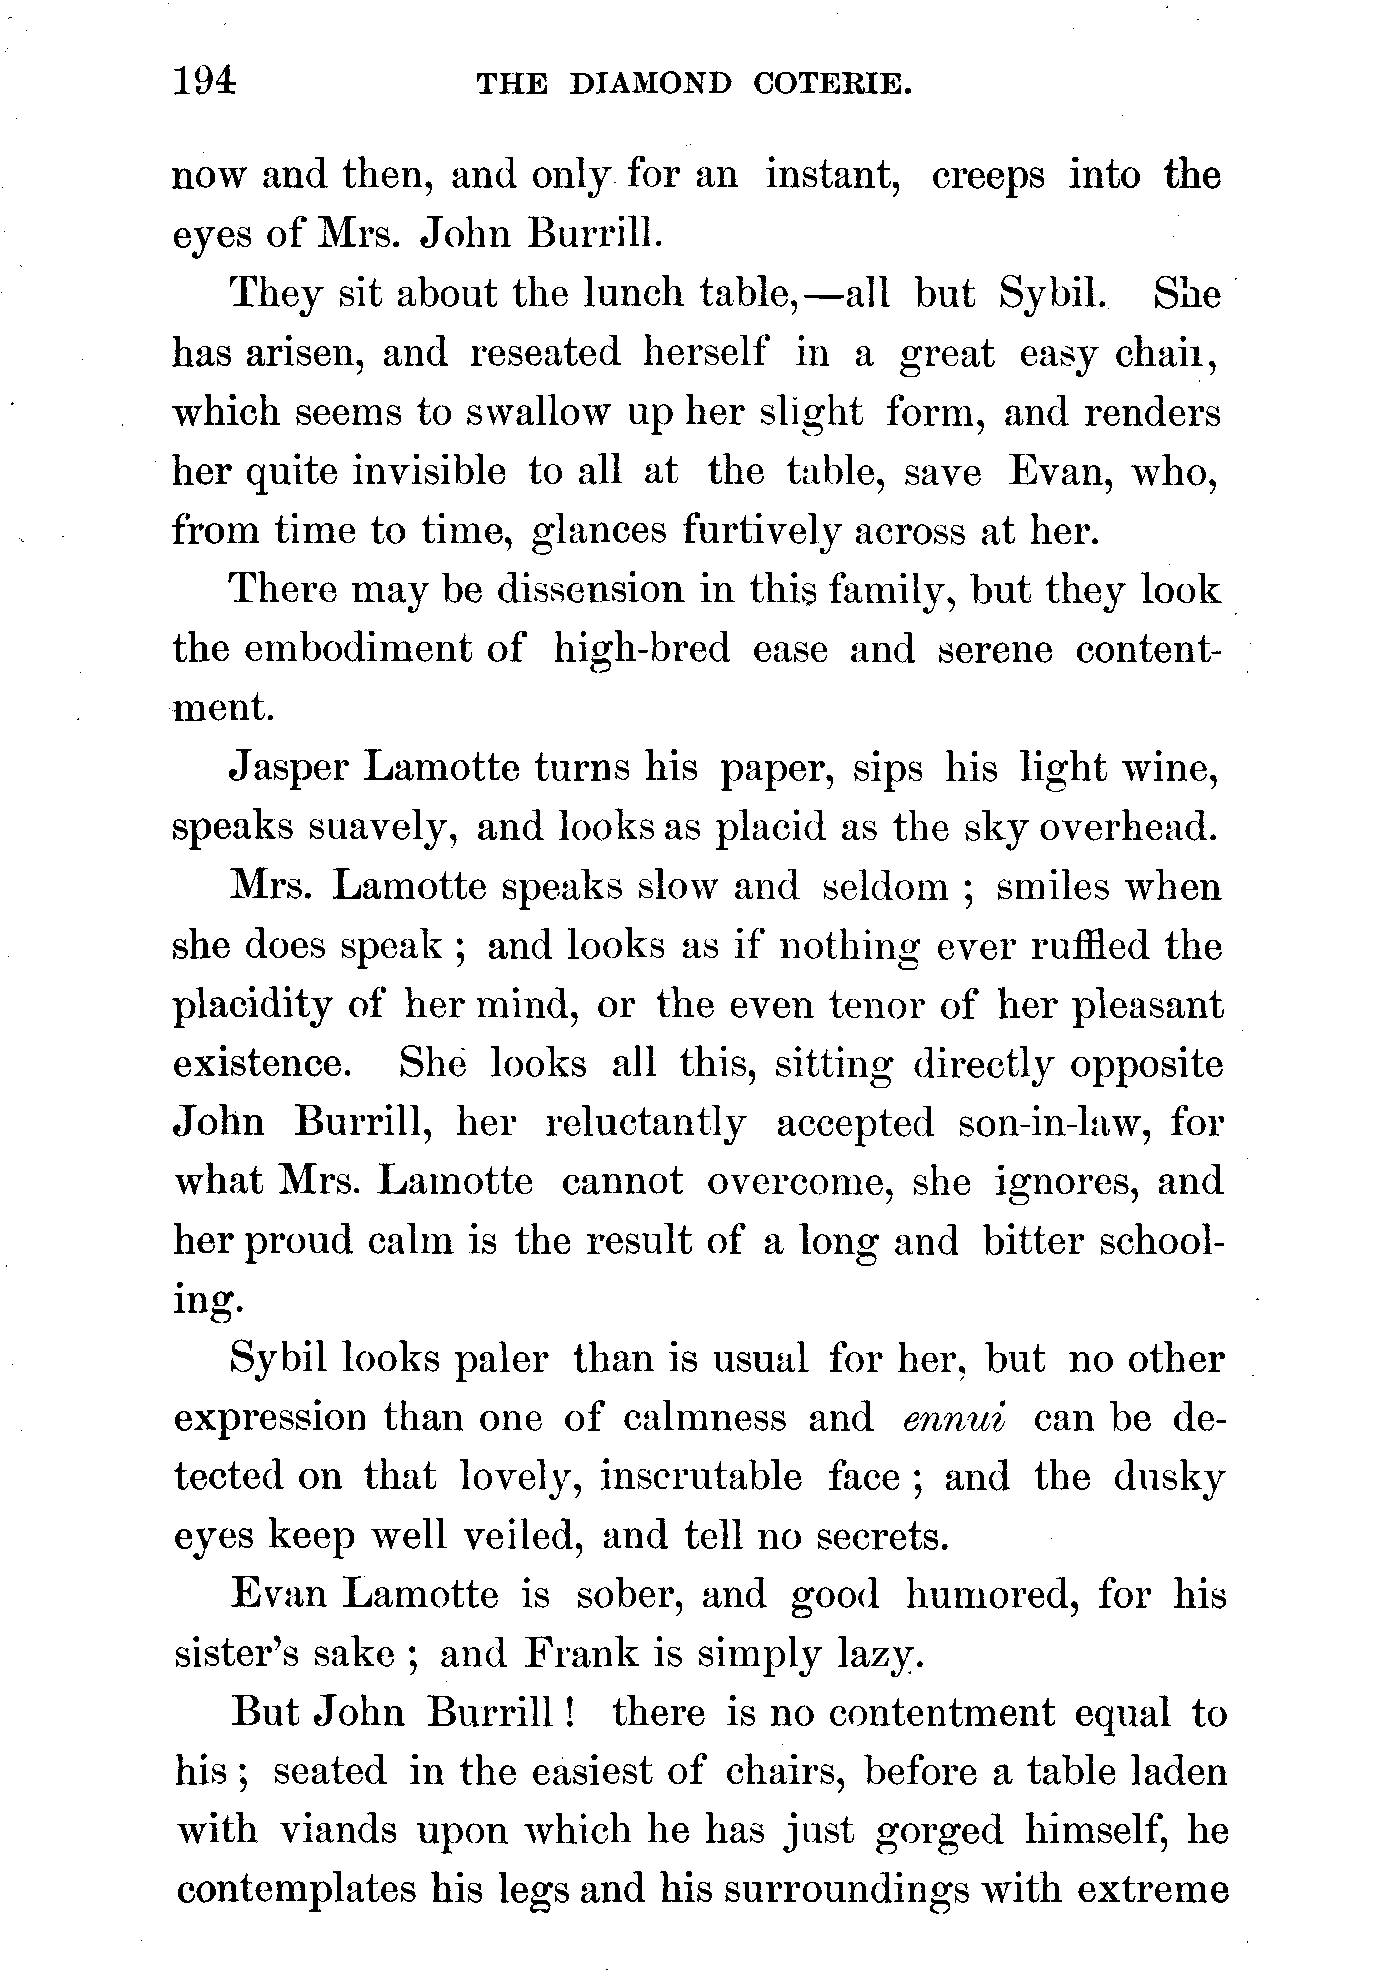 194 THE DIAMOND COTERIE.
now and then, and only for an instant, creeps into the
eyes of Mrs. John Burrill.
They sit about the lunch table,—all but Sybil. She
has arisen, and reseated herself in a great easy chair,
which seems to swallow up her slight form, and renders
her quite invisible to all at the table, save Evan, who,
from time to time, glances furtively across at her.
There may be dissension in this family, but they look
the embodiment of high-bred ease and serene content-
ment.
Jasper Lamotte turns his paper, sips his light wine,
speaks suavely, and looks as placid as the sky overhead.
Mrs. Lamotte speaks slow and seldom ; smiles when
she does speak ; and looks as if nothing ever ruffled the
placidity of her mind, or the even tenor of her pleasant
existence. She looks all this, sitting directly opposite
John Burrill, her reluctantly accepted son-in-law, for
what Mrs. Lamotte cannot overcome, she ignores, and
her proud calm is the result of a long and bitter school-
ing.
Sybil looks paler than is usual for her, but no other
expression than one of calmness and ennui can be de-
tected on that lovely, inscrutable face ; and the dusky
eyes keep well veiled, and tell no secrets.
Evan Lamotte is sober, and good humored, for his
sister's sake ; and Frank is simply lazy.
But John Burrill ! there is no contentment equal to
his ; seated in the easiest of chairs, before a table laden
with viands upon which he has just gorged himself, he
contemplates his legs and his surroundings with extreme